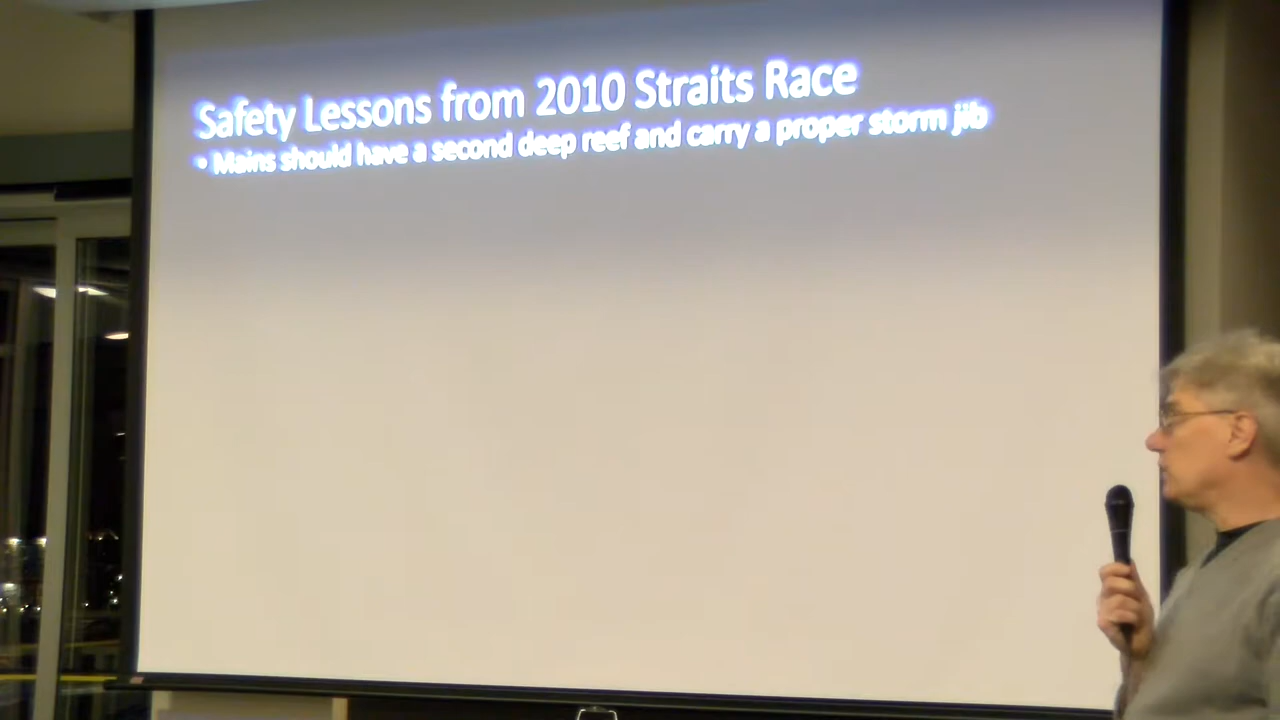 Safety Lessons from 2010 Straits Race
• Mains should have a second deep reef and carry a proper storm jib